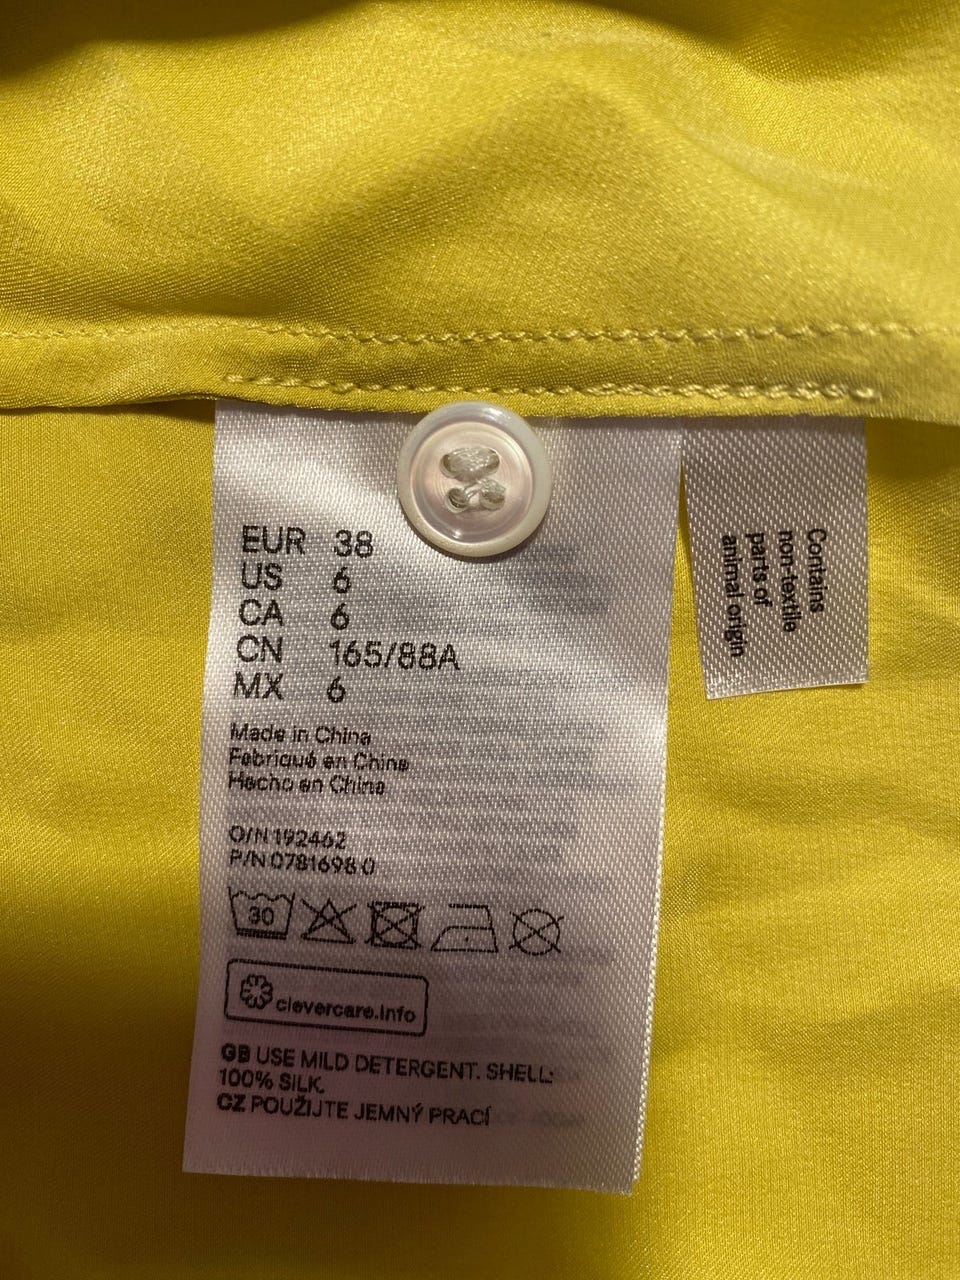 EUR 38
US 6
CA 6
CN 165/88A
MX 6
Made in China
Fabriqué en Chine
Hecho en China
O/N 192462
P/N 0781698 0
30
clevercare.info
GB USE MILD DETERGENT. SHELL:
100% SILK.
CZ POUŽIJTE JEMNÝ PRACÍ
Contains
non-textile
parts of
animal origin